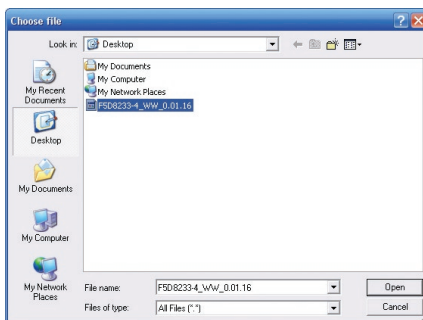 Choose file
Look in:
Desktop
My Recent
Documents
Desktop
My Documents
My Computer
My Network
Places
My Documents
My Computer
My Network Places
F5D8233-4_WW_0.01.16
File name:
F5D8233-4_WW_0.01.16
Open
Files of type:
All Files (*.*)
Cancel